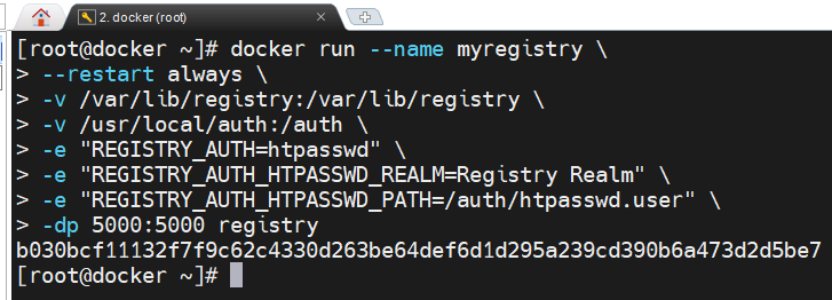 2. docker (root)
[root@docker ~]# docker run --name myregistry \
> --restart always \
> -v /var/lib/registry:/var/lib/registry \
> -v /usr/local/auth:/auth \
> -e "REGISTRY_AUTH=htpasswd" \
> -e "REGISTRY_AUTH_HTPASSWD_REALM=Registry Realm" \
> -e "REGISTRY_AUTH_HTPASSWD_PATH=/auth/htpasswd.user" \
> -dp 5000:5000 registry
b030bcf11132f7f9c62c4330d263be64def6d1d295a239cd390b6a473d2d5be7
[root@docker ~]#